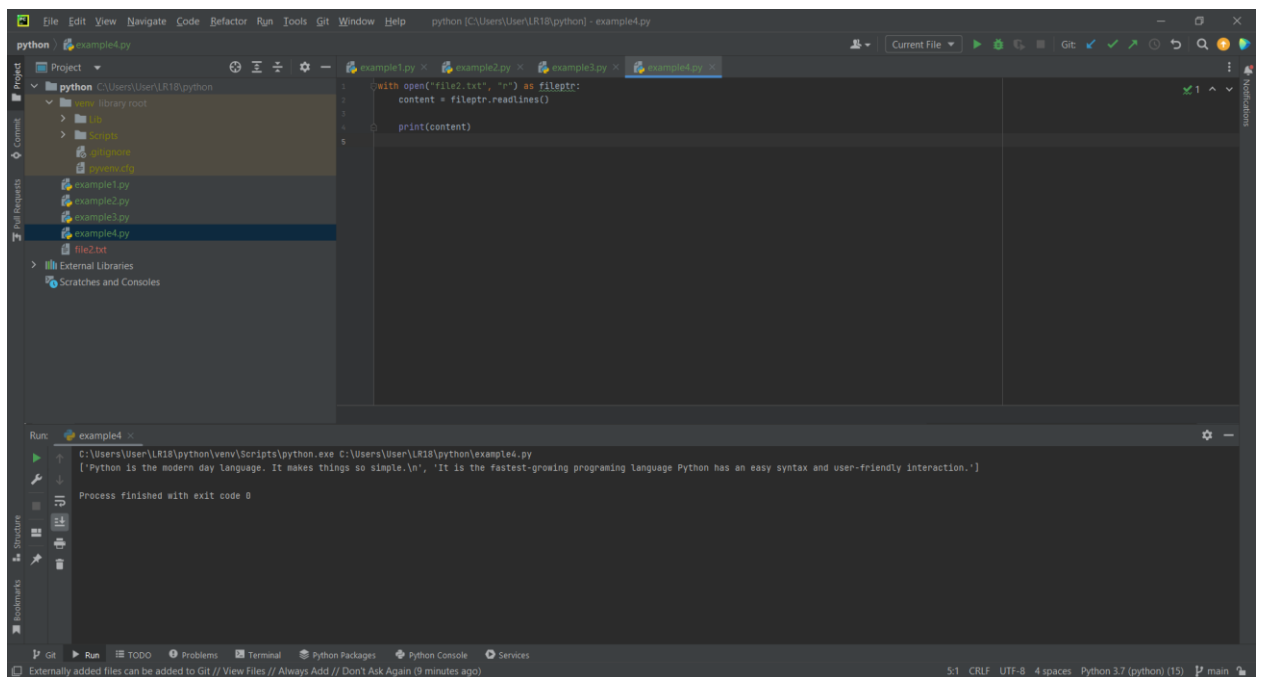 File Edit View Navigate Code Refactor Run Tools Git Window Help python [C:\Users\User\LR18\python] - example4.py
python example4.py Current File Git:
Project
example1.py example2.py example3.py example4.py
Project
python C:\Users\User\LR18\python
venv library root
Lib
Scripts
.gitignore
pyvenv.cfg
example1.py
example2.py
example3.py
example4.py
file2.txt
External Libraries
Scratches and Consoles
Commit
Pull Requests
1 with open("file2.txt", "r") as fileptr:
2 content = fileptr.readlines()
3
4 print(content)
5
1
Notifications
Run: example4
C:\Users\User\LR18\python\venv\Scripts\python.exe C:\Users\User\LR18\python\example4.py
['Python is the modern day language. It makes things so simple.\n', 'It is the fastest-growing programing language Python has an easy syntax and user-friendly interaction.']
Process finished with exit code 0
Structure
Bookmarks
Git Run TODO Problems Terminal Python Packages Python Console Services
Externally added files can be added to Git // View Files // Always Add // Don't Ask Again (9 minutes ago) 5:1 CRLF UTF-8 4 spaces Python 3.7 (python) (15) main